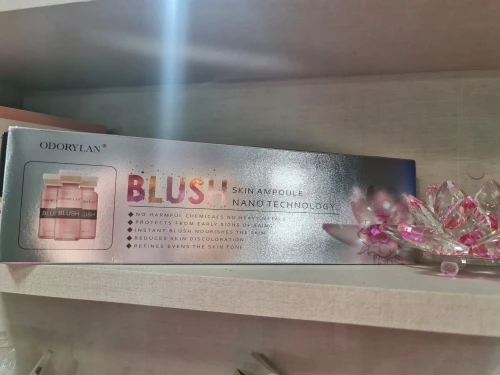 ODORYLAN®
BLUSH
SKIN AMPOULE
NANO TECHNOLOGY
BLUSH
NO HARMFUL CHEMICALS NO HEAVY METALS
PROTECTS FROM EARLY SIGNS OF AGING
INSTANT BLUSH NOURISHES THE SKIN
REDUCES SKIN DISCOLORATION
REFINES EVENS THE SKIN TONE